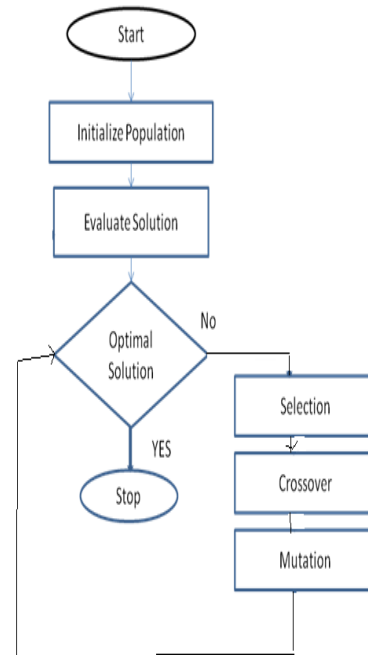 Start
Initialize Population
Evaluate Solution
Optimal
Solution
No
YES
Stop
Selection
Crossover
Mutation